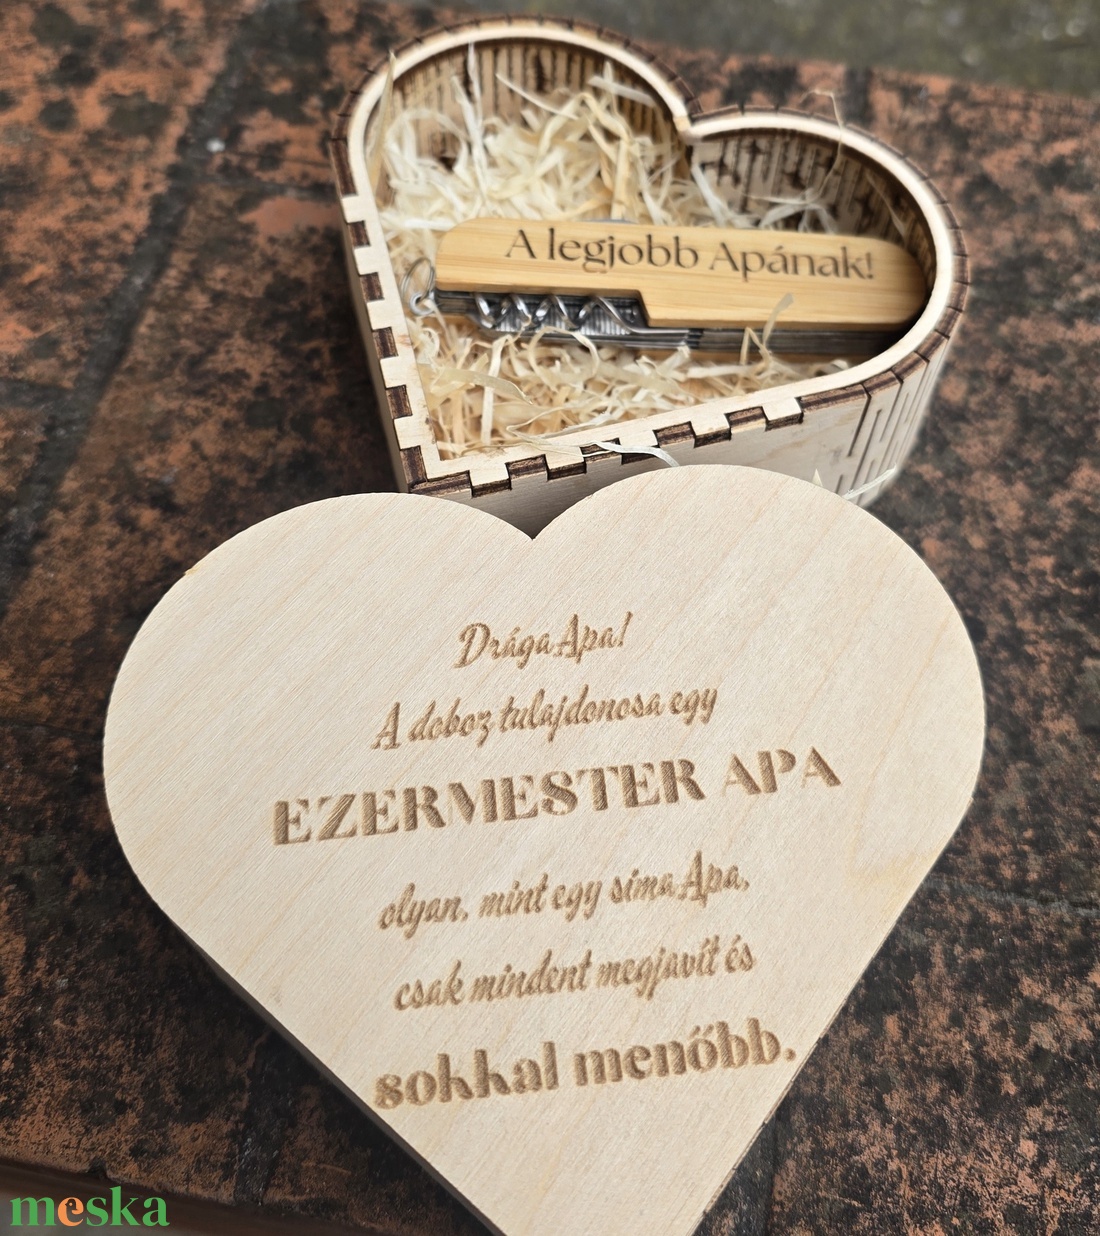 A legjobb Apának!
Drága Apa!
A doboz tulajdonosa egy
EZERMESTER APA
olyan, mint egy sima Apa,
csak mindent megjavít és
sokkal menőbb.
meska